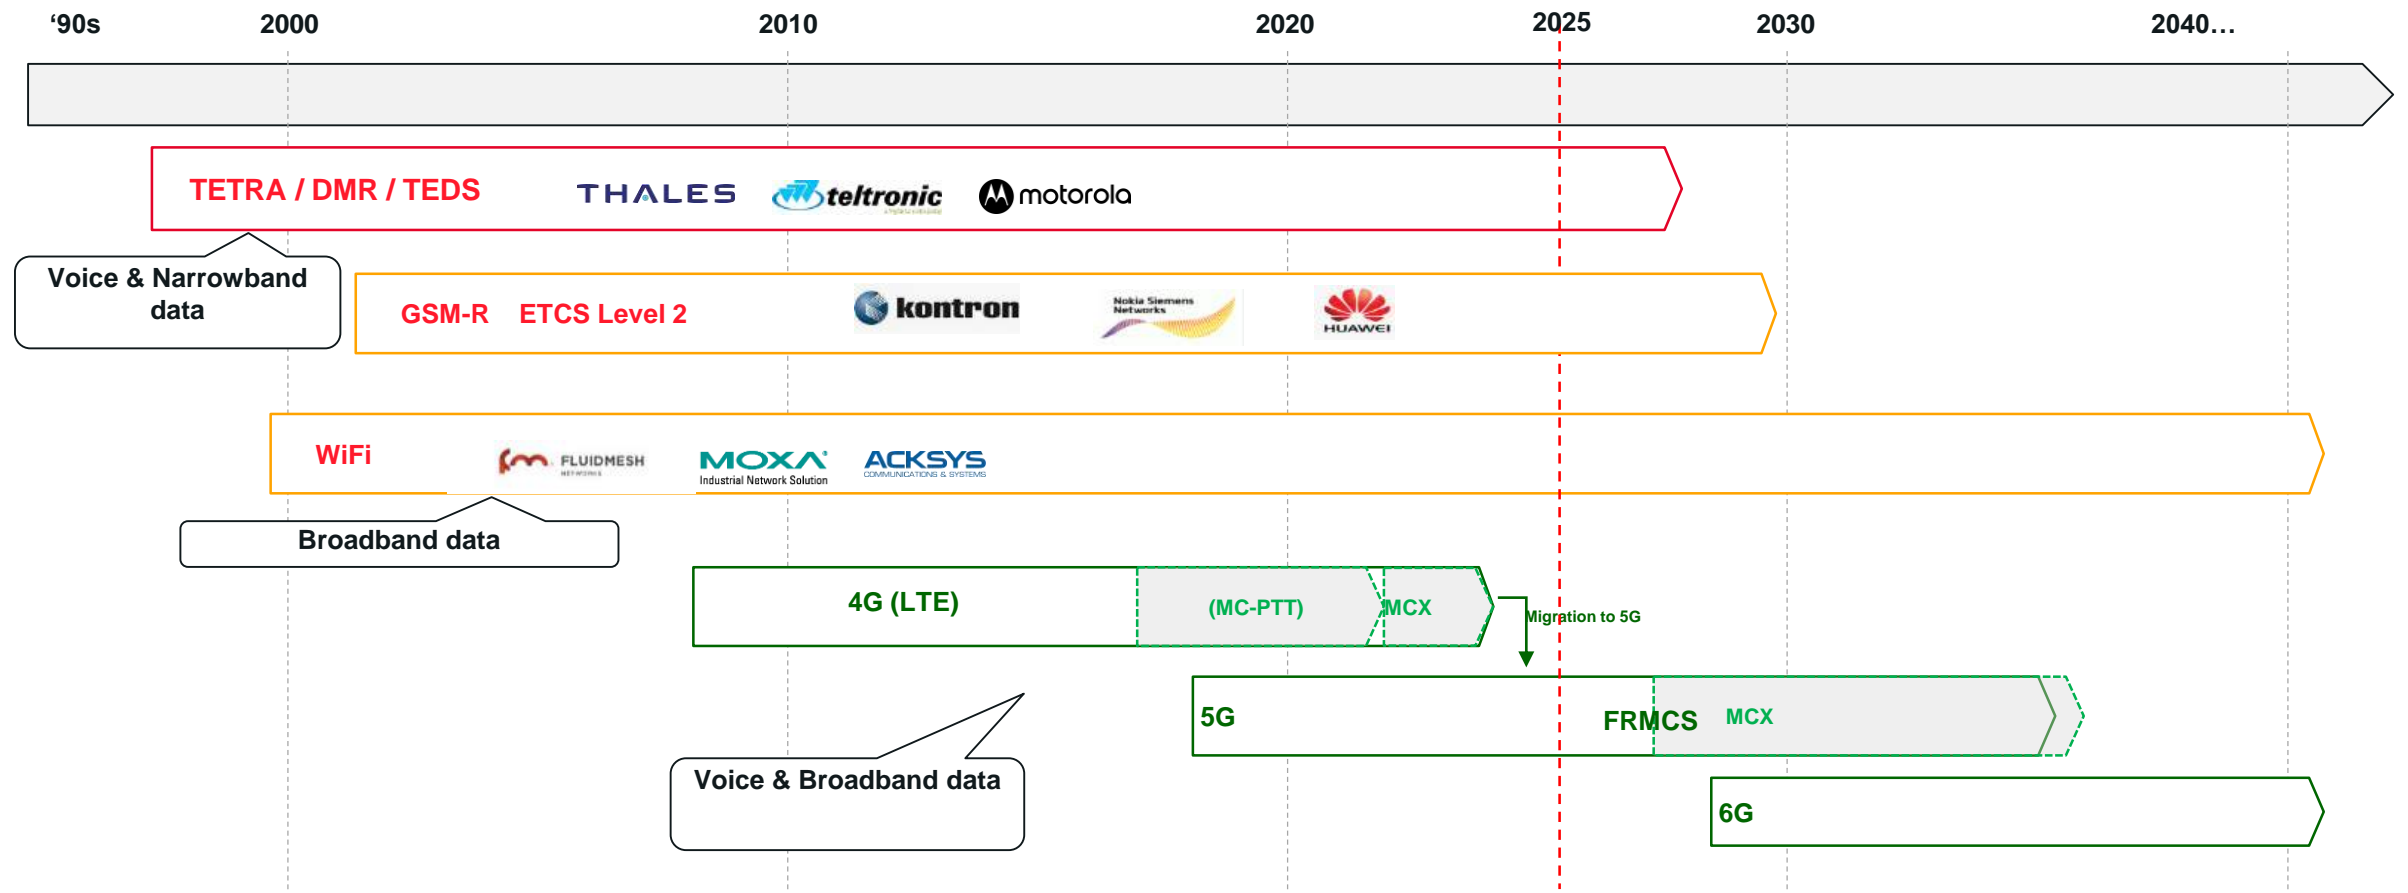 ‘90s
2000
2010
2020
2025
2030
2040…
TETRA / DMR / TEDS
THALES
teltronic
motorola
Voice & Narrowband
data
GSM-R
ETCS Level 2
kontron
Nokia Siemens
Networks
HUAWEI
WiFi
FLUIDMESH
NETWORKS
MOXA®
Industrial Network Solution
ACKSYS
COMMUNICATIONS & SYSTEMS
Broadband data
4G (LTE)
(MC-PTT)
MCX
Migration to 5G
5G
FRMCS
MCX
Voice & Broadband data
6G